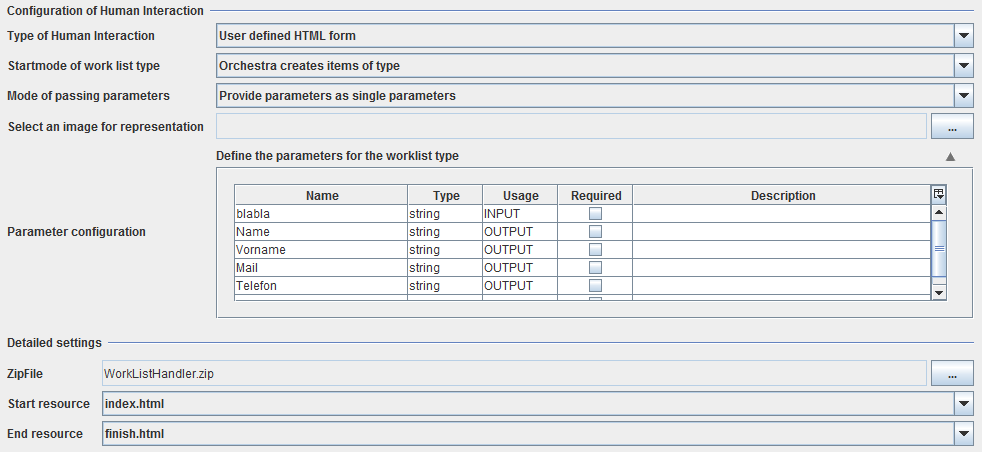 Configuration of Human Interaction
Type of Human Interaction User defined HTML form
Startmode of work list type Orchestra creates items of type
Mode of passing parameters Provide parameters as single parameters
Select an image for representation ...
Define the parameters for the worklist type
Name Type Usage Required Description
blabla string INPUT
Parameter configuration Name string OUTPUT
Vorname string OUTPUT
Mail string OUTPUT
Telefon string OUTPUT
Detailed settings
ZipFile WorkListHandler.zip ...
Start resource index.html
End resource finish.html